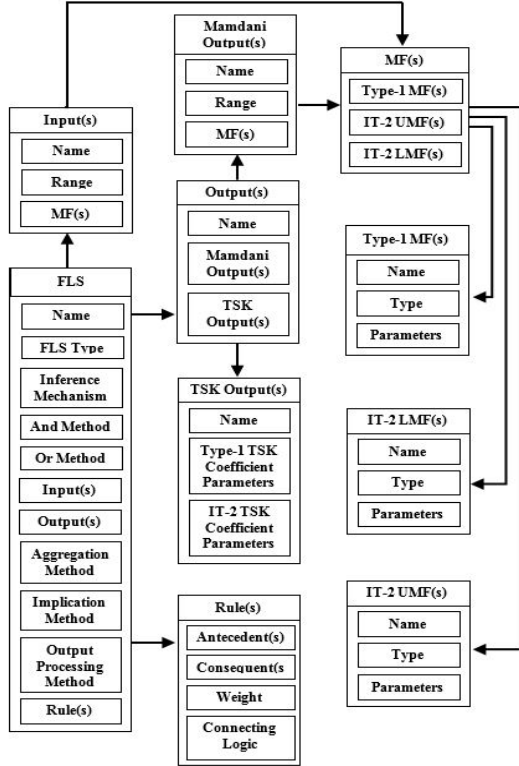 Mamdani
Output(s)
Name
Range
MF(s)
MF(s)
Type-1 MF(s)
IT-2 UMF(s)
IT-2 LMF(s)
Input(s)
Name
Range
MF(s)
Output(s)
Name
Mamdani
Output(s)
TSK
Output(s)
Type-1 MF(s)
Name
Type
Parameters
FLS
Name
FLS Type
Inference
Mechanism
And Method
Or Method
Input(s)
Output(s)
Aggregation
Method
Implication
Method
Output
Processing
Method
Rule(s)
TSK Output(s)
Name
Type-1 TSK
Coefficient
Parameters
IT-2 TSK
Coefficient
Parameters
IT-2 LMF(s)
Name
Type
Parameters
Rule(s)
Antecedent(s)
Consequent(s
Weight
Connecting
Logic
IT-2 UMF(s)
Name
Type
Parameters